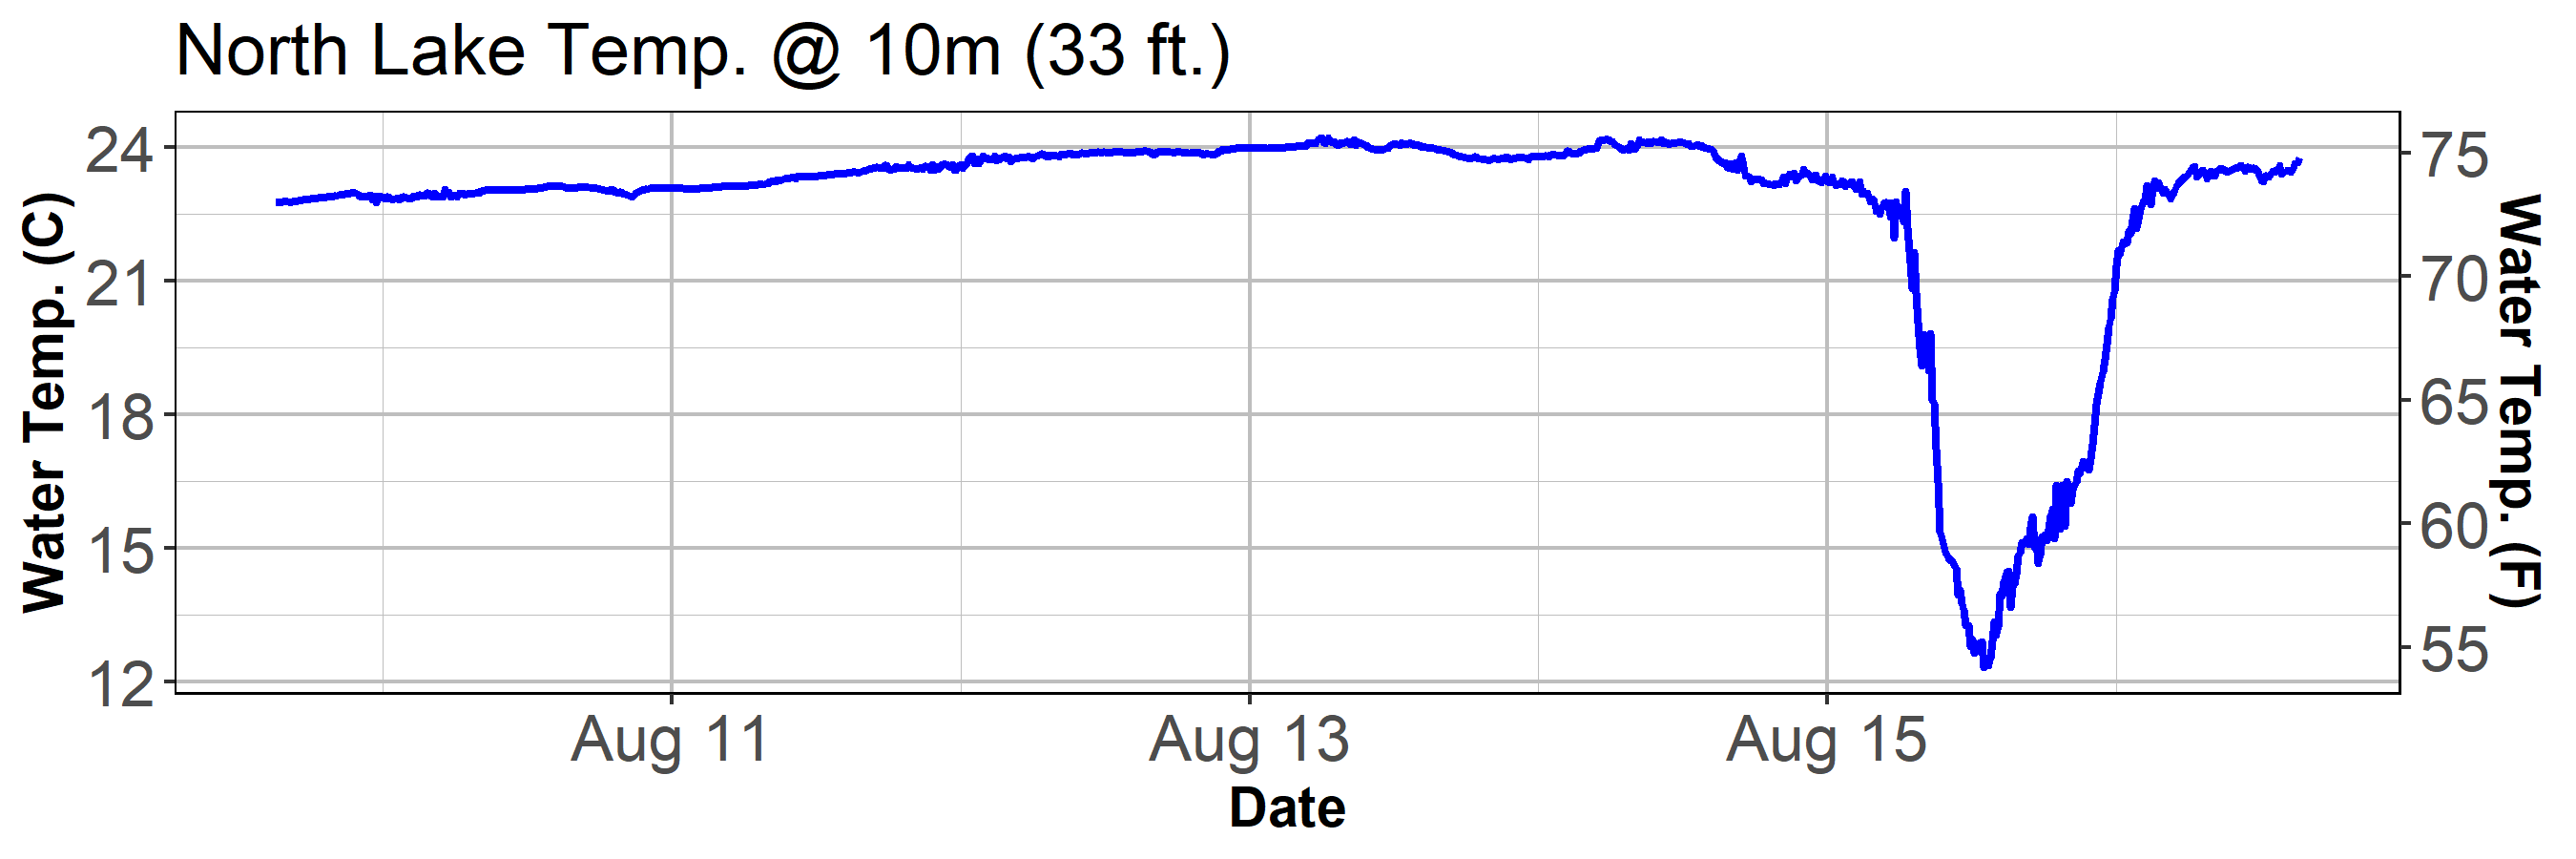 North Lake Temp. @ 10m (33 ft.)
Water Temp. (C)
24
21
18
15
12
75
70
65
60
55
Water Temp. (F)
Aug 11
Aug 13
Aug 15
Date